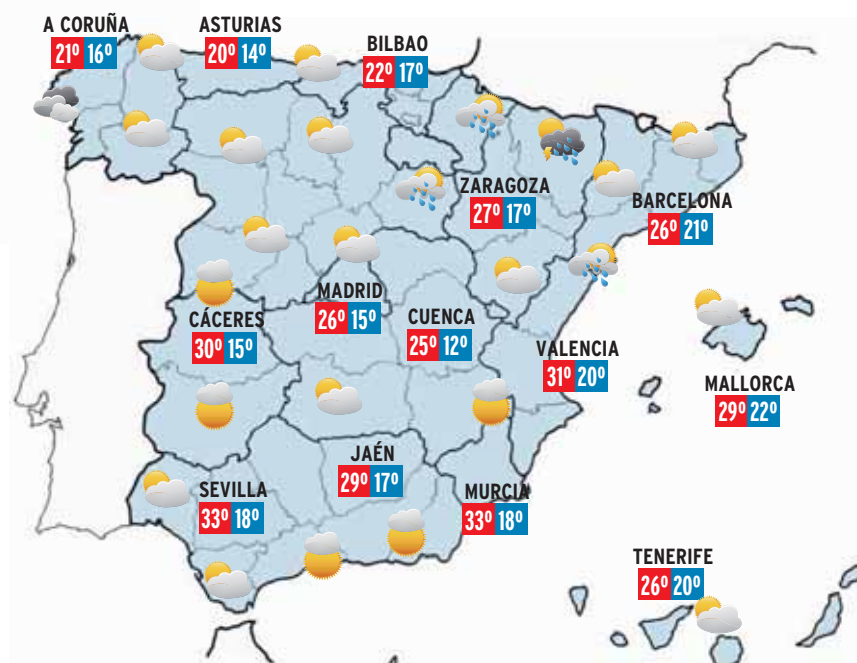 A CORUÑA
21º 16º
ASTURIAS
20º 14º
BILBAO
22º 17º
ZARAGOZA
27º 17º
BARCELONA
26º 21º
MADRID
26º 15º
CÁCERES
30º 15º
CUENCA
25º 12º
VALENCIA
31º 20º
MALLORCA
29º 22º
JAÉN
29º 17º
SEVILLA
33º 18º
MURCIA
33º 18º
TENERIFE
26º 20º